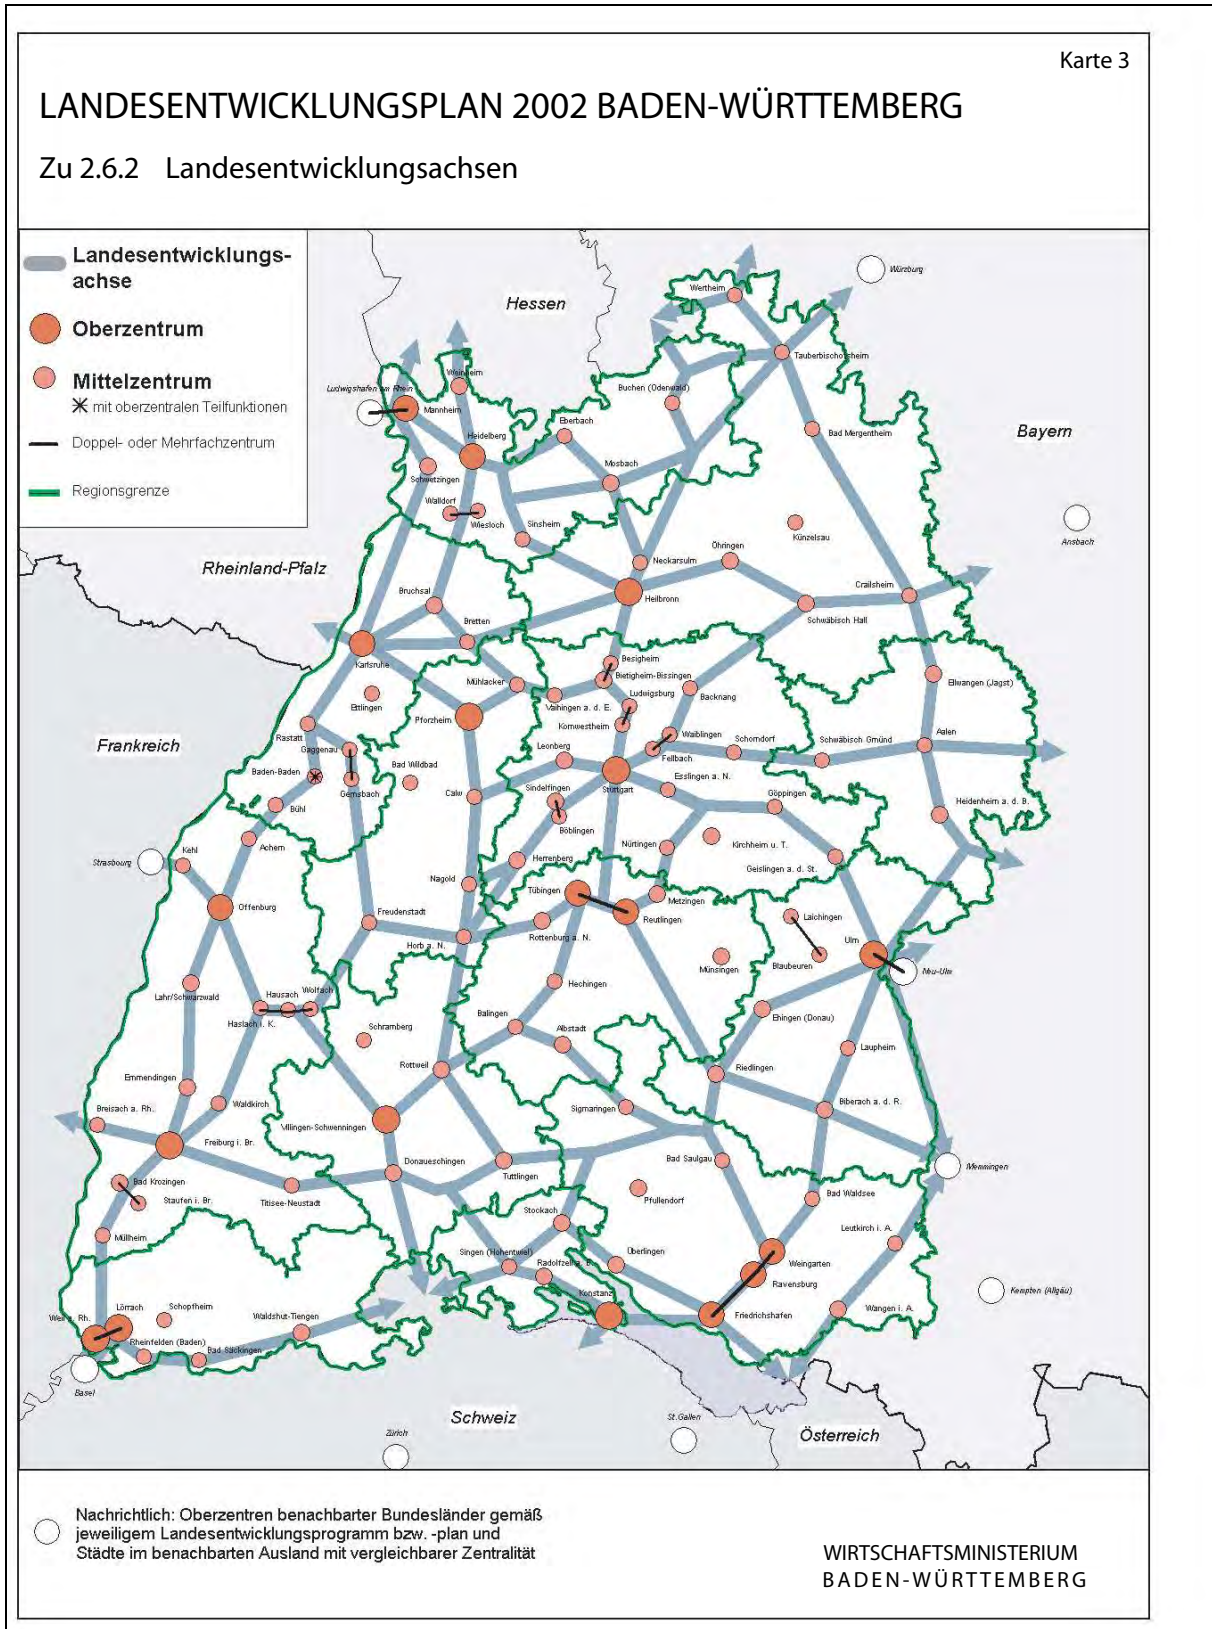 Karte 3
LANDESENTWICKLUNGSPLAN 2002 BADEN-WÜRTTEMBERG
Zu 2.6.2 Landesentwicklungsachsen
Landesentwicklungs-
achse
Oberzentrum
Mittelzentrum
mit oberzentralen Teilfunktionen
Doppel- oder Mehrfachzentrum
Regionsgrenze
Hessen
Würzburg
Wertheim
Tauberbischofsheim
Weinheim
Ludwigshafen am Rhein
Mannheim
Buchen (Odenwald)
Heidelberg
Eberbach
Bad Mergentheim
Bayern
Mosbach
Schwetzingen
Walldorf
Wiesloch
Sinsheim
Künzelsau
Ansbach
Rheinland-Pfalz
Neckarsulm
Öhringen
Bruchsal
Heilbronn
Crailsheim
Bretten
Schwäbisch Hall
Karlsruhe
Besigheim
Mühlacker
Bietigheim-Bissingen
Ellwangen (Jagst)
Ettlingen
Vaihingen a. d. E.
Ludwigsburg
Backnang
Pforzheim
Kornwestheim
Frankreich
Rastatt
Waiblingen
Aalen
Gaggenau
Leonberg
Fellbach
Schorndorf
Schwäbisch Gmünd
Baden-Baden
Bad Wildbad
Stuttgart
Esslingen a. N.
Gernsbach
Calw
Sindelfingen
Bühl
Göppingen
Heidenheim a. d. B.
Böblingen
Achern
Nürtingen
Kirchheim u. T.
Strasbourg
Kehl
Herrenberg
Geislingen a. d. St.
Nagold
Tübingen
Metzingen
Offenburg
Freudenstadt
Reutlingen
Laichingen
Horb a. N.
Rottenburg a. N.
Ulm
Münsingen
Blaubeuren
Neu-Ulm
Lahr/Schwarzwald
Hausach
Wolfach
Hechingen
Haslach i. K.
Ehingen (Donau)
Schramberg
Balingen
Albstadt
Laupheim
Rottweil
Riedlingen
Emmendingen
Waldkirch
Sigmaringen
Biberach a. d. R.
Breisach a. Rh.
Freiburg i. Br.
Villingen-Schwenningen
Donaueschingen
Bad Saulgau
Memmingen
Bad Krozingen
Tuttlingen
Staufen i. Br.
Titisee-Neustadt
Pfullendorf
Bad Waldsee
Stockach
Müllheim
Leutkirch i. A.
Singen (Hohentwiel)
Überlingen
Radolfzell a. B.
Weingarten
Ravensburg
Kempten (Allgäu)
Konstanz
Lörrach
Schopfheim
Friedrichshafen
Wangen i. A.
Weil a. Rh.
Waldshut-Tiengen
Rheinfelden (Baden)
Bad Säckingen
Basel
Schweiz
Zürich
St.Gallen
Österreich
Nachrichtlich: Oberzentren benachbarter Bundesländer gemäß
jeweiligem Landesentwicklungsprogramm bzw. -plan und
Städte im benachbarten Ausland mit vergleichbarer Zentralität
WIRTSCHAFTSMINISTERIUM
BADEN-WÜRTTEMBERG